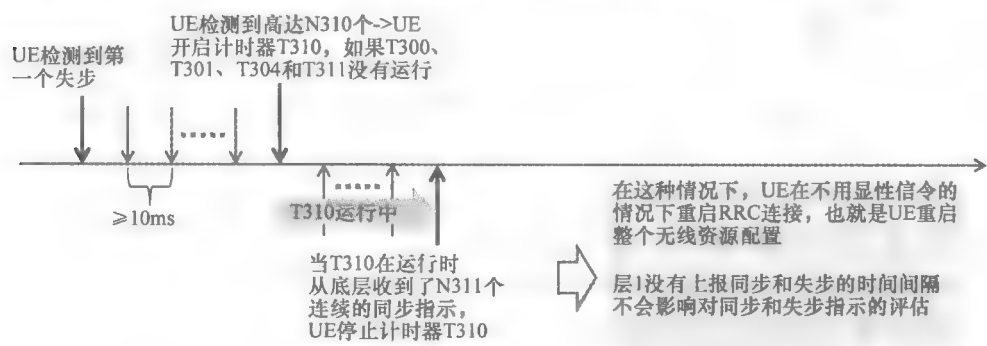 UE检测到第
一个失步
UE检测到高达N310个->UE
开启计时器T310，如果T300、
T301、T304和T311没有运行
≥10ms
T310运行中
当T310在运行时
从底层收到了N311个
连续的同步指示，
UE停止计时器T310
在这种情况下，UE在不用显性信令的
情况下重启RRC连接，也就是UE重启
整个无线资源配置
层1没有上报同步和失步的时间间隔
不会影响对同步和失步指示的评估